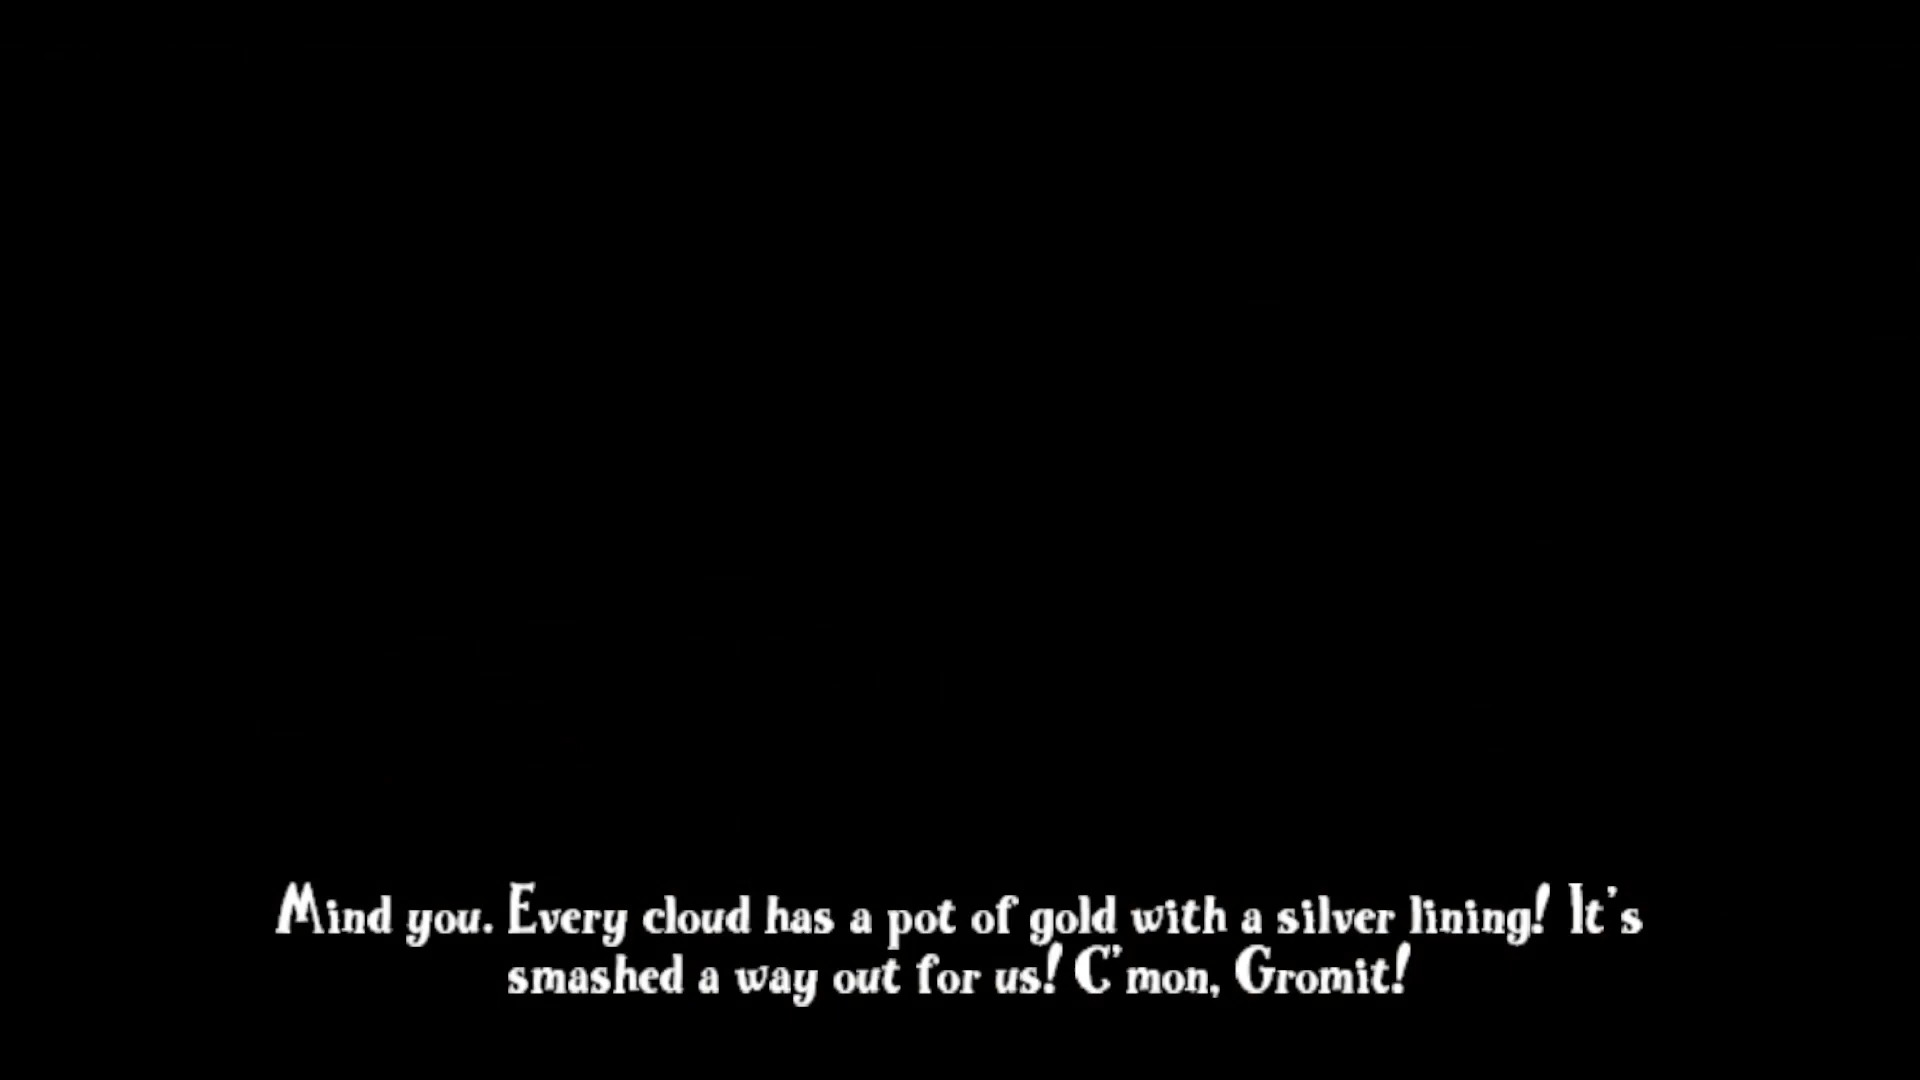 Mind you. Every cloud has a pot of gold with a silver lining! It's
smashed a way out for us! C'mon, Gromit!